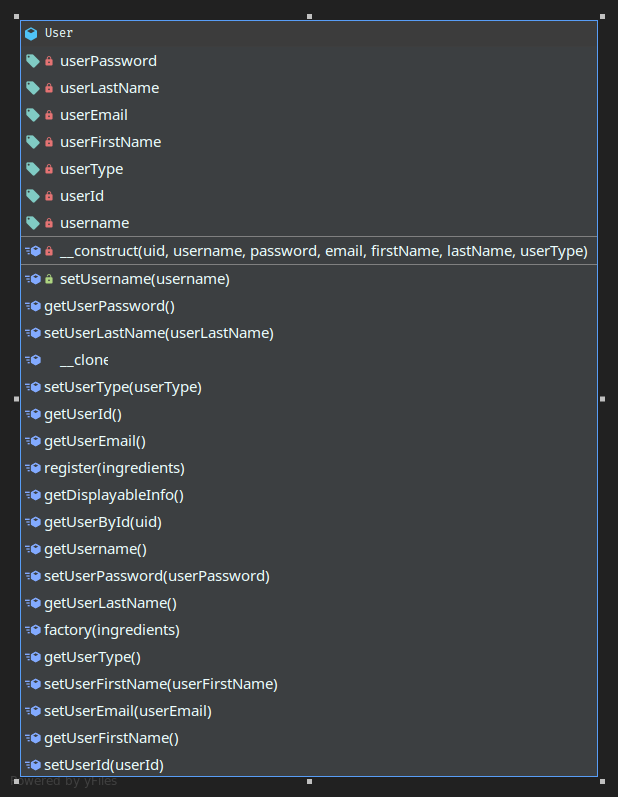 User
userPassword
userLastName
userEmail
userFirstName
userType
userId
username
__construct(uid, username, password, email, firstName, lastName, userType)
setUsername(username)
getUserPassword()
setUserLastName(userLastName)
__clone
setUserType(userType)
getUserId()
getUserEmail()
register(ingredients)
getDisplayableInfo()
getUserById(uid)
getUsername()
setUserPassword(userPassword)
getUserLastName()
factory(ingredients)
getUserType()
setUserFirstName(userFirstName)
setUserEmail(userEmail)
getUserFirstName()
setUserId(userId)
Powered by yFiles